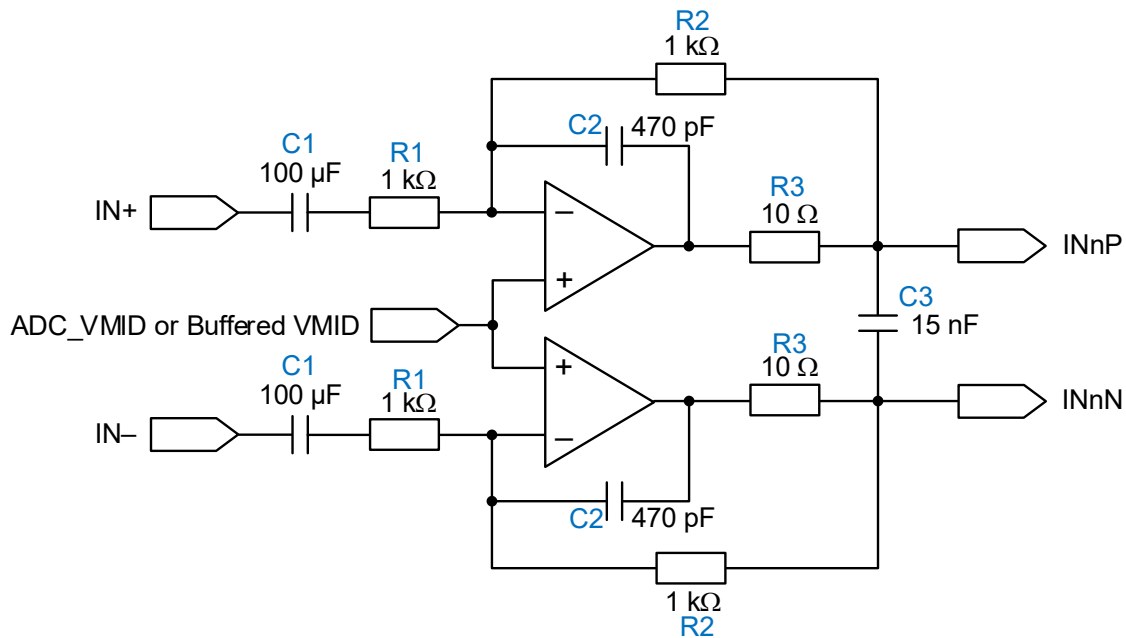 R2
1 kΩ
C2
470 pF
C1
100 µF
R1
1 kΩ
R3
10 Ω
IN+
−
+
INnP
C3
15 nF
ADC_VMID or Buffered VMID
C1
100 µF
R1
1 kΩ
R3
10 Ω
+
−
INnN
IN–
C2
470 pF
1 kΩ
R2